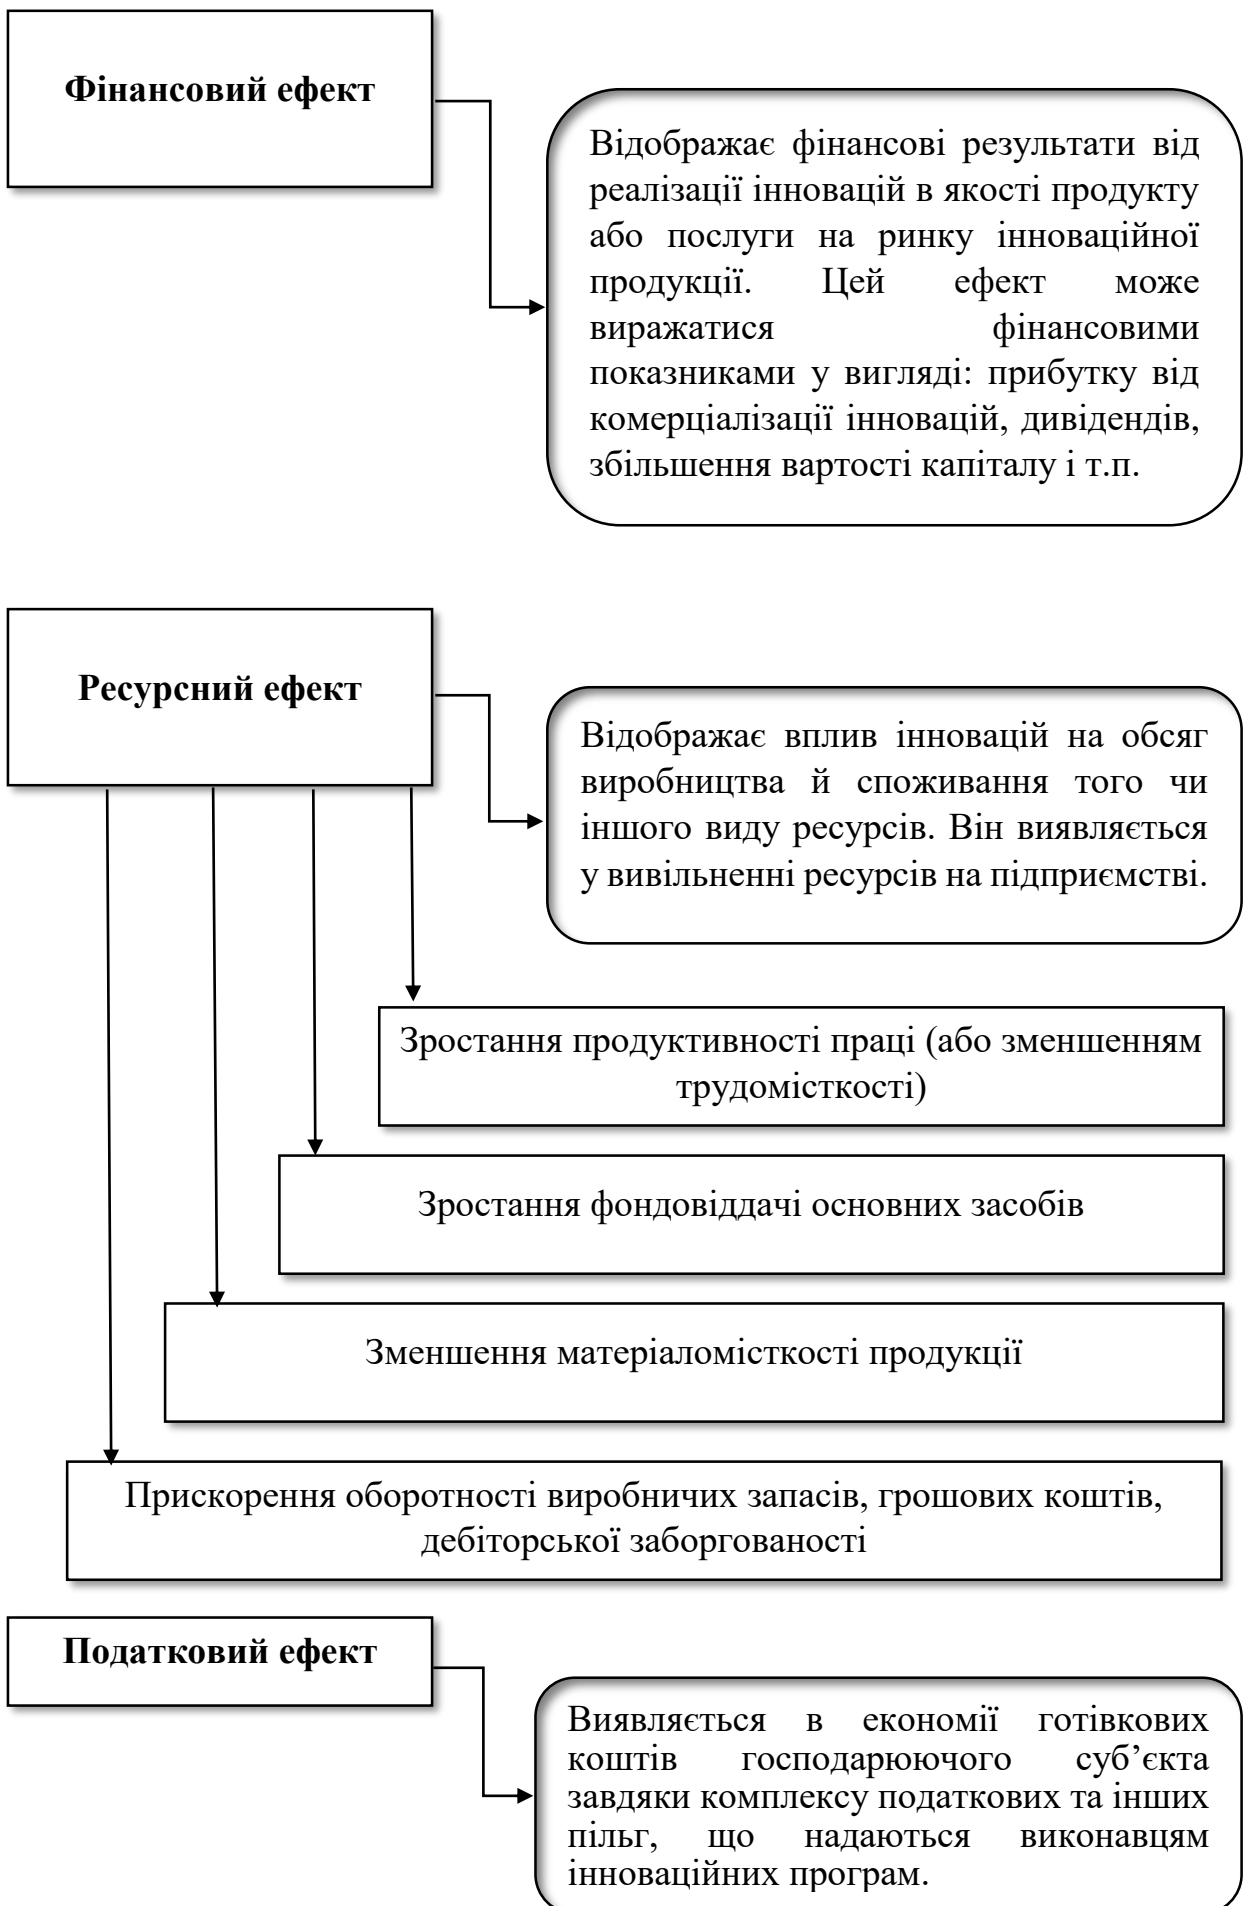 Фінансовий ефект
Відображає фінансові результати від
реалізації інновацій в якості продукту
або послуги на ринку інноваційної
продукції. Цей ефект може
виражатися фінансовими
показниками у вигляді: прибутку від
комерціалізації інновацій, дивідендів,
збільшення вартості капіталу і т.п.
Ресурсний ефект
Відображає вплив інновацій на обсяг
виробництва й споживання того чи
іншого виду ресурсів. Він виявляється
у вивільненні ресурсів на підприємстві.
Зростання продуктивності праці (або зменшенням
трудомісткості)
Зростання фондовіддачі основних засобів
Зменшення матеріаломісткості продукції
Прискорення оборотності виробничих запасів, грошових коштів,
дебіторської заборгованості
Податковий ефект
Виявляється в економії готівкових
коштів господарюючого суб’єкта
завдяки комплексу податкових та інших
пільг, що надаються виконавцям
інноваційних програм.